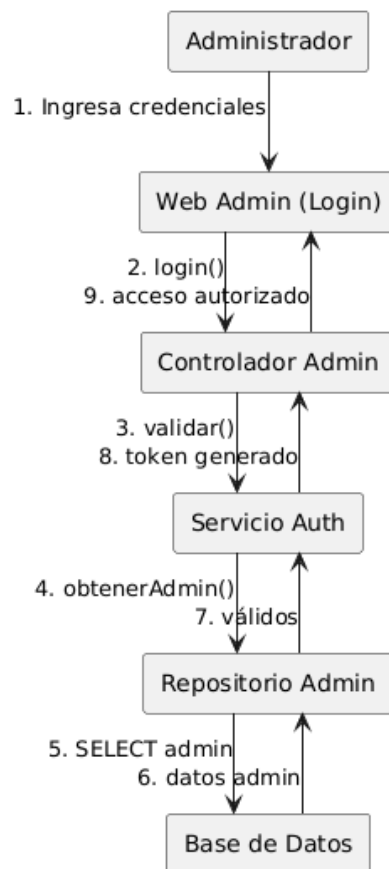 Administrador
1. Ingresa credenciales
Web Admin (Login)
2. login()
9. acceso autorizado
Controlador Admin
3. validar()
8. token generado
Servicio Auth
4. obtenerAdmin()
7. válidos
Repositorio Admin
5. SELECT admin
6. datos admin
Base de Datos